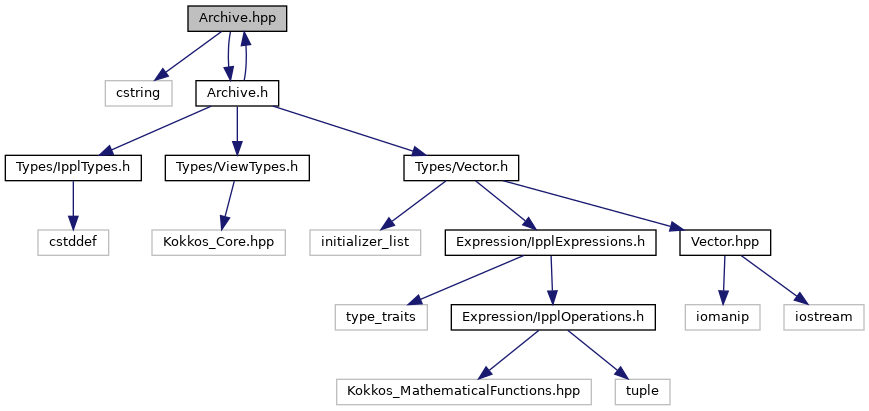 Archive.hpp
cstring
Archive.h
Types/IpplTypes.h
Types/ViewTypes.h
Types/Vector.h
cstddef
Kokkos_Core.hpp
initializer_list
Expression/IpplExpressions.h
Vector.hpp
type_traits
Expression/IpplOperations.h
iomanip
iostream
Kokkos_MathematicalFunctions.hpp
tuple